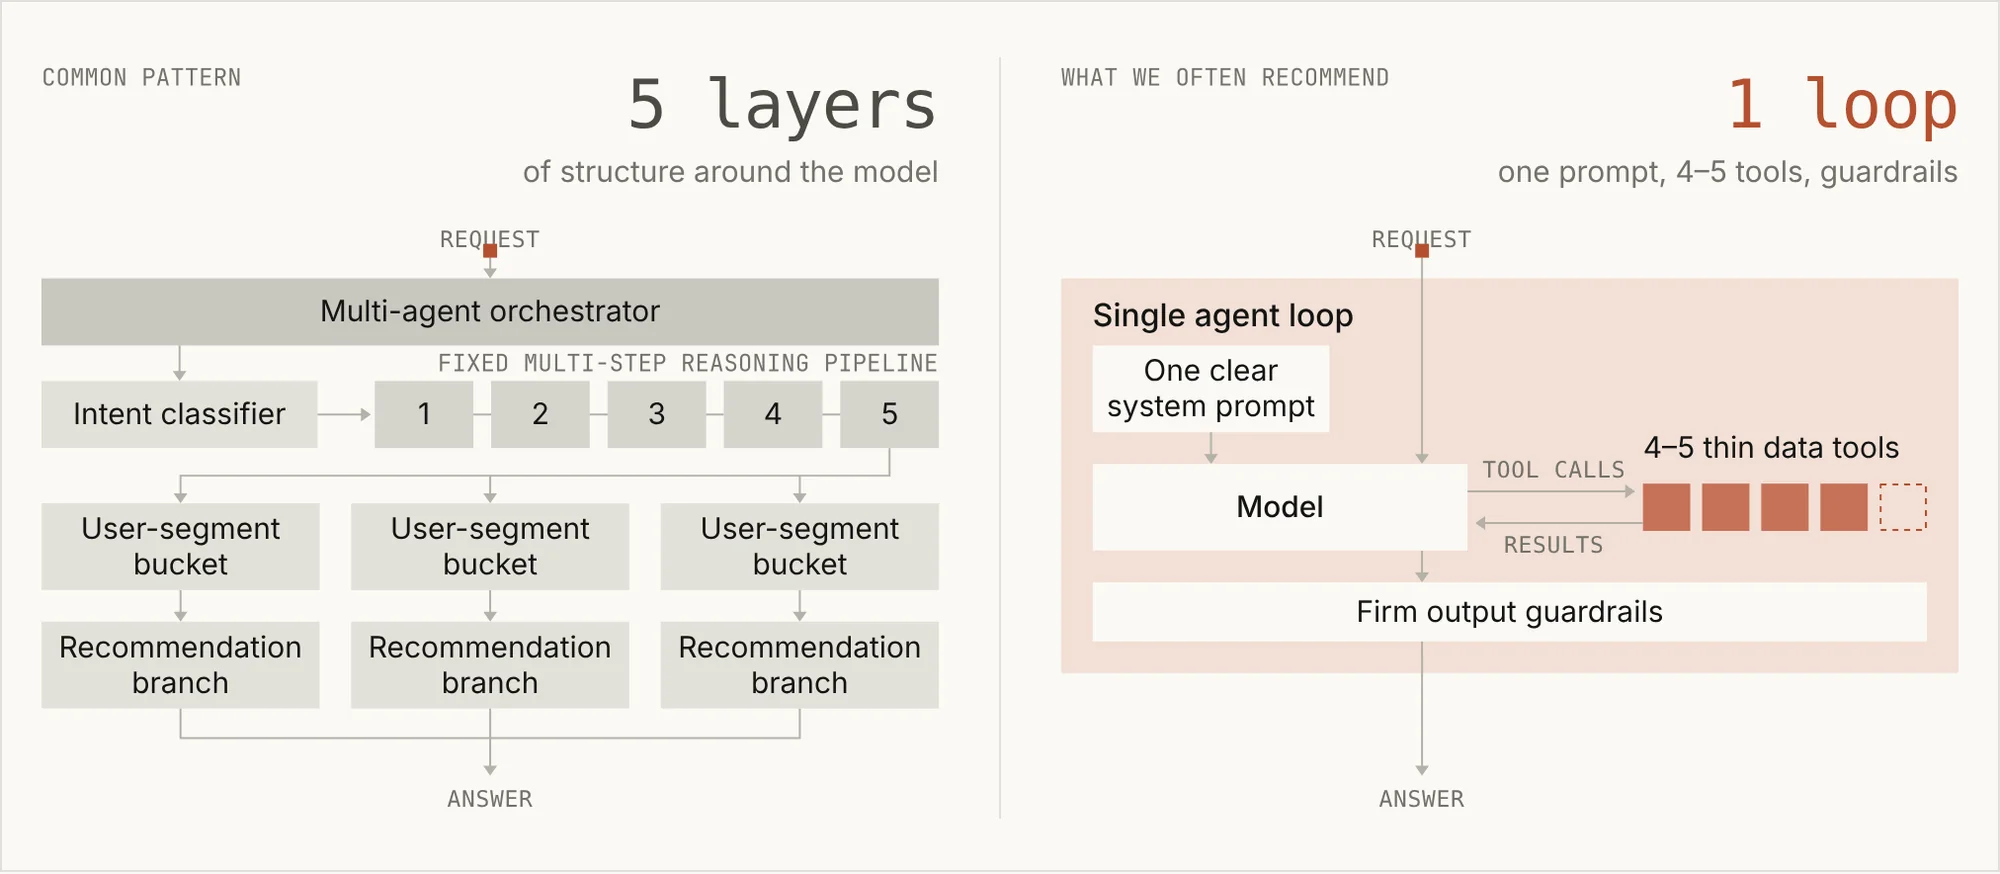 COMMON PATTERN
5 layers
of structure around the model
REQUEST
Multi-agent orchestrator
FIXED MULTI-STEP REASONING PIPELINE
Intent classifier
1
2
3
4
5
User-segment
bucket
User-segment
bucket
User-segment
bucket
Recommendation
branch
Recommendation
branch
Recommendation
branch
ANSWER
WHAT WE OFTEN RECOMMEND
1 loop
one prompt, 4–5 tools, guardrails
REQUEST
Single agent loop
One clear
system prompt
4–5 thin data tools
TOOL CALLS
Model
RESULTS
Firm output guardrails
ANSWER